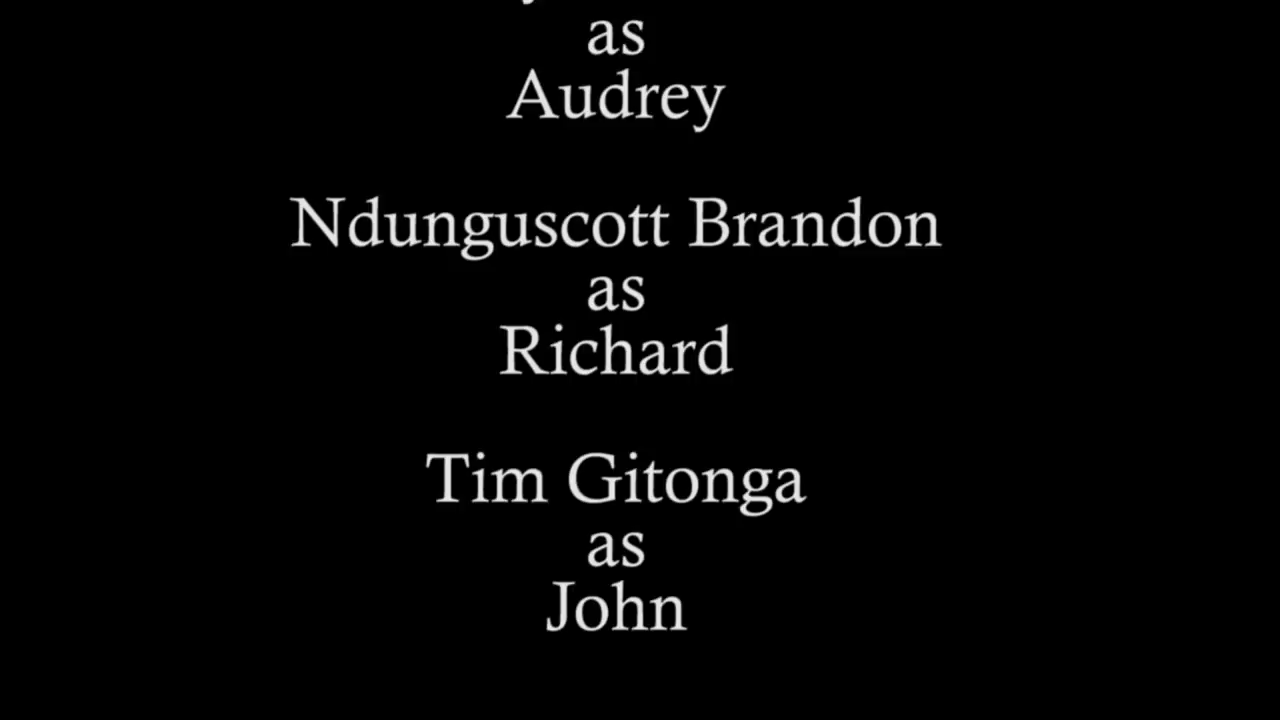 as
Audrey
Ndunguscott Brandon
as
Richard
Tim Gitonga
as
John